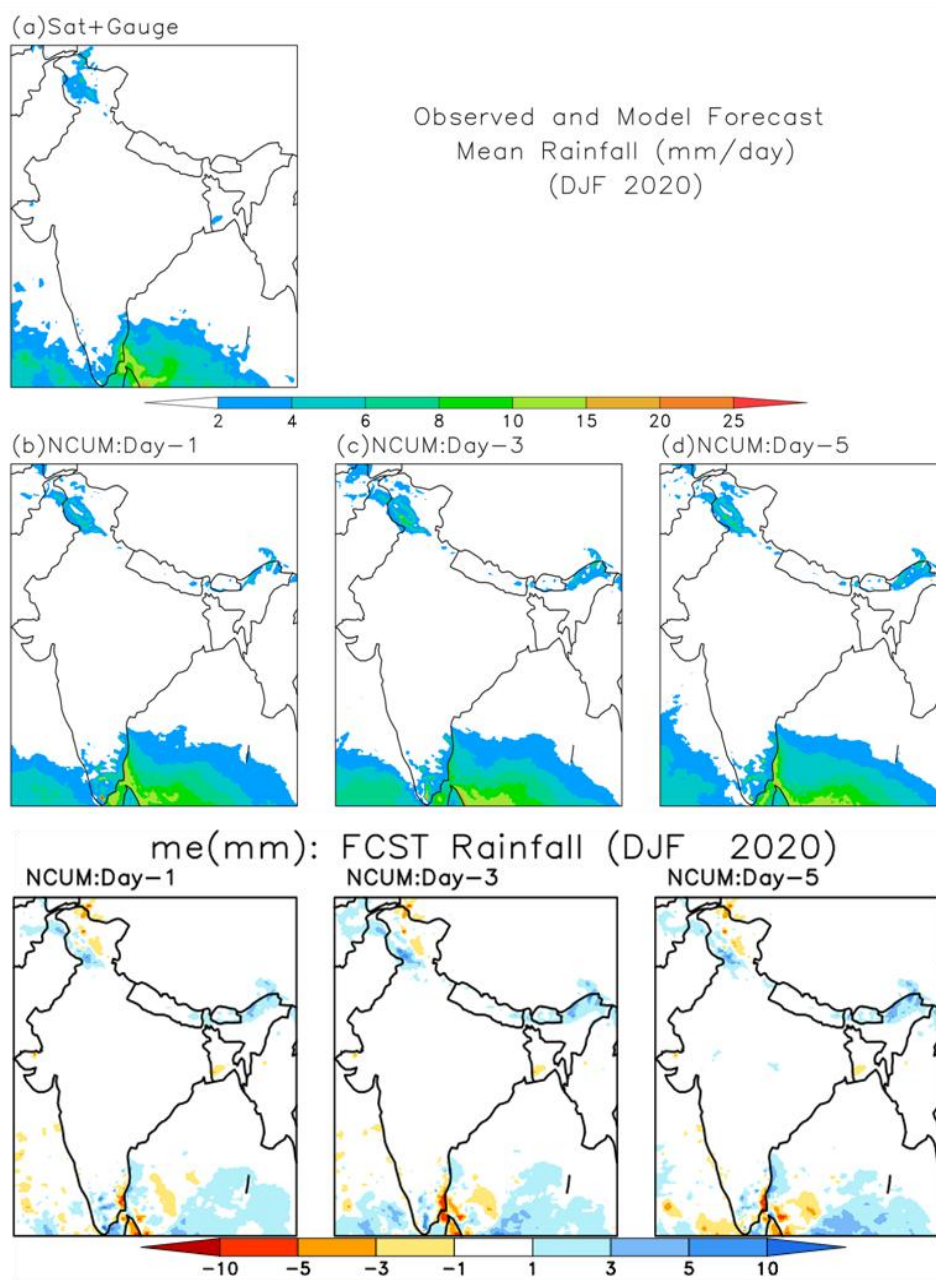 (a)Sat+Gauge
Observed and Model Forecast
Mean Rainfall (mm/day)
(DJF 2020)
2 4 6 8 10 15 20 25
(b)NCUM:Day-1 (c)NCUM:Day-3 (d)NCUM:Day-5
me(mm): FCST Rainfall (DJF 2020)
NCUM:Day-1 NCUM:Day-3 NCUM:Day-5
-10 -5 -3 -1 1 3 5 10